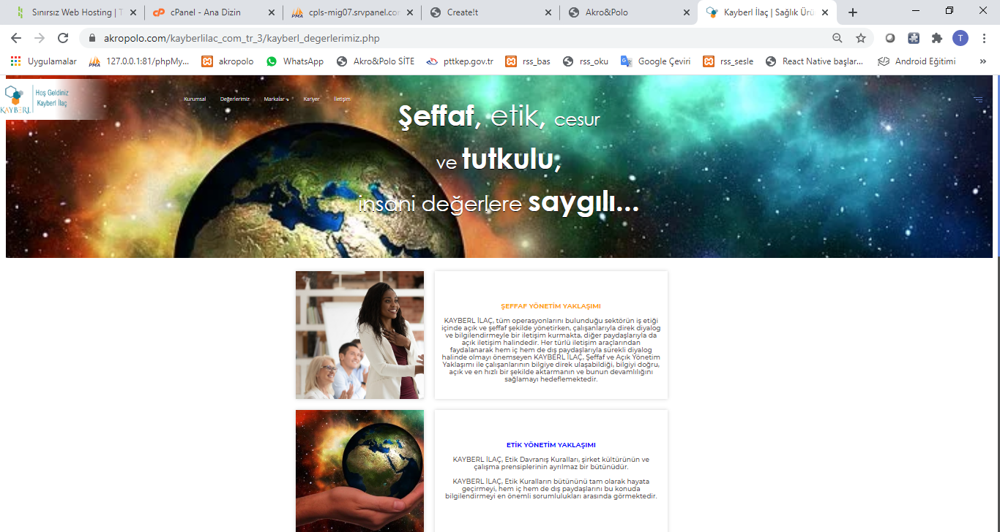 Sınırsız Web Hosting | T
cPanel - Ana Dizin
cpls-mig07.srvpanel.com
Create!t
Akro&Polo
Kayberl İlaç | Sağlık Ürü
akropolo.com/kayberlilac_com_tr_3/kayberl_degerlerimiz.php
T
Uygulamalar
127.0.0.1:81/phpMy...
akropolo
WhatsApp
Akro&Polo SİTE
pttkep.gov.tr
rss_bas
rss_oku
Google Çeviri
rss_sesle
React Native başlar...
Android Eğitimi
»
KAYBERL
Hoş Geldiniz
Kayberl İlaç
Kurumsal Değerlerimiz Markalar Kariyer İletişim
Şeffaf, etik, cesur
ve tutkulu,
insani değerlere saygılı...
ŞEFFAF YÖNETİM YAKLAŞIMI
KAYBERL İLAÇ, tüm operasyonlarını bulunduğu sektörün iş etiği
içinde açık ve şeffaf şekilde yönetirken, çalışanlarıyla direk diyalog
ve bilgilendirmeyle bir iletişim kurmakta, diğer paydaşlarıyla da
açık iletişim halindedir. Her türlü iletişim araçlarından
faydalanarak hem iç hem de dış paydaşlarıyla sürekli diyalog
halinde olmayı önemseyen KAYBERL İLAÇ, Şeffaf ve Açık Yönetim
Yaklaşımı ile çalışanlarının bilgiye direk ulaşabildiği, bilgiyi doğru,
açık ve en hızlı bir şekilde aktarmanın ve bunun devamlılığını
sağlamayı hedeflemektedir.
ETİK YÖNETİM YAKLAŞIMI
KAYBERL İLAÇ, Etik Davranış Kuralları, şirket kültürünün ve
çalışma prensiplerinin ayrılmaz bir bütünüdür.
KAYBERL İLAÇ, Etik Kuralların bütününü tam olarak hayata
geçirmeyi, hem iç hem de dış paydaşlarını bu konuda
bilgilendirmeyi en önemli sorumlulukları arasında görmektedir.